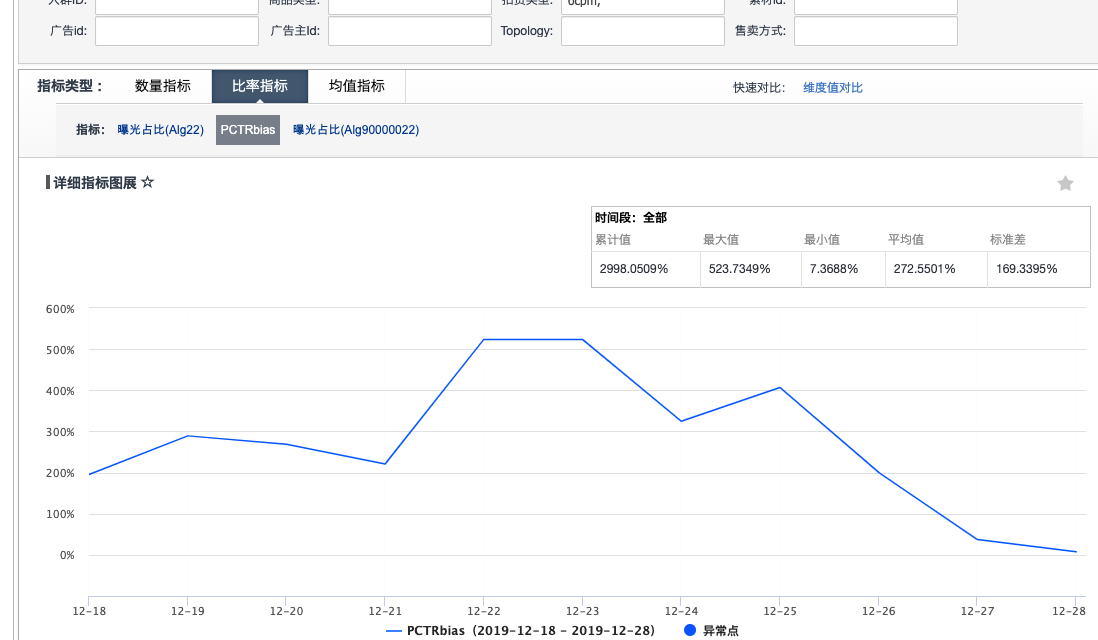 人群ID: 商品类型: 扣费类型: ocpm, 素材id:
广告id: 广告主Id: Topology: 售卖方式:
指标类型： 数量指标 比率指标 均值指标 快速对比: 维度值对比
指标: 曝光占比(Alg22) PCTRbias 曝光占比(Alg90000022)
详细指标图展 ☆
时间段：全部
累计值 最大值 最小值 平均值 标准差
2998.0509% 523.7349% 7.3688% 272.5501% 169.3395%
600%
500%
400%
300%
200%
100%
0%
12-18 12-19 12-20 12-21 12-22 12-23 12-24 12-25 12-26 12-27 12-28
PCTRbias（2019-12-18 - 2019-12-28） 异常点